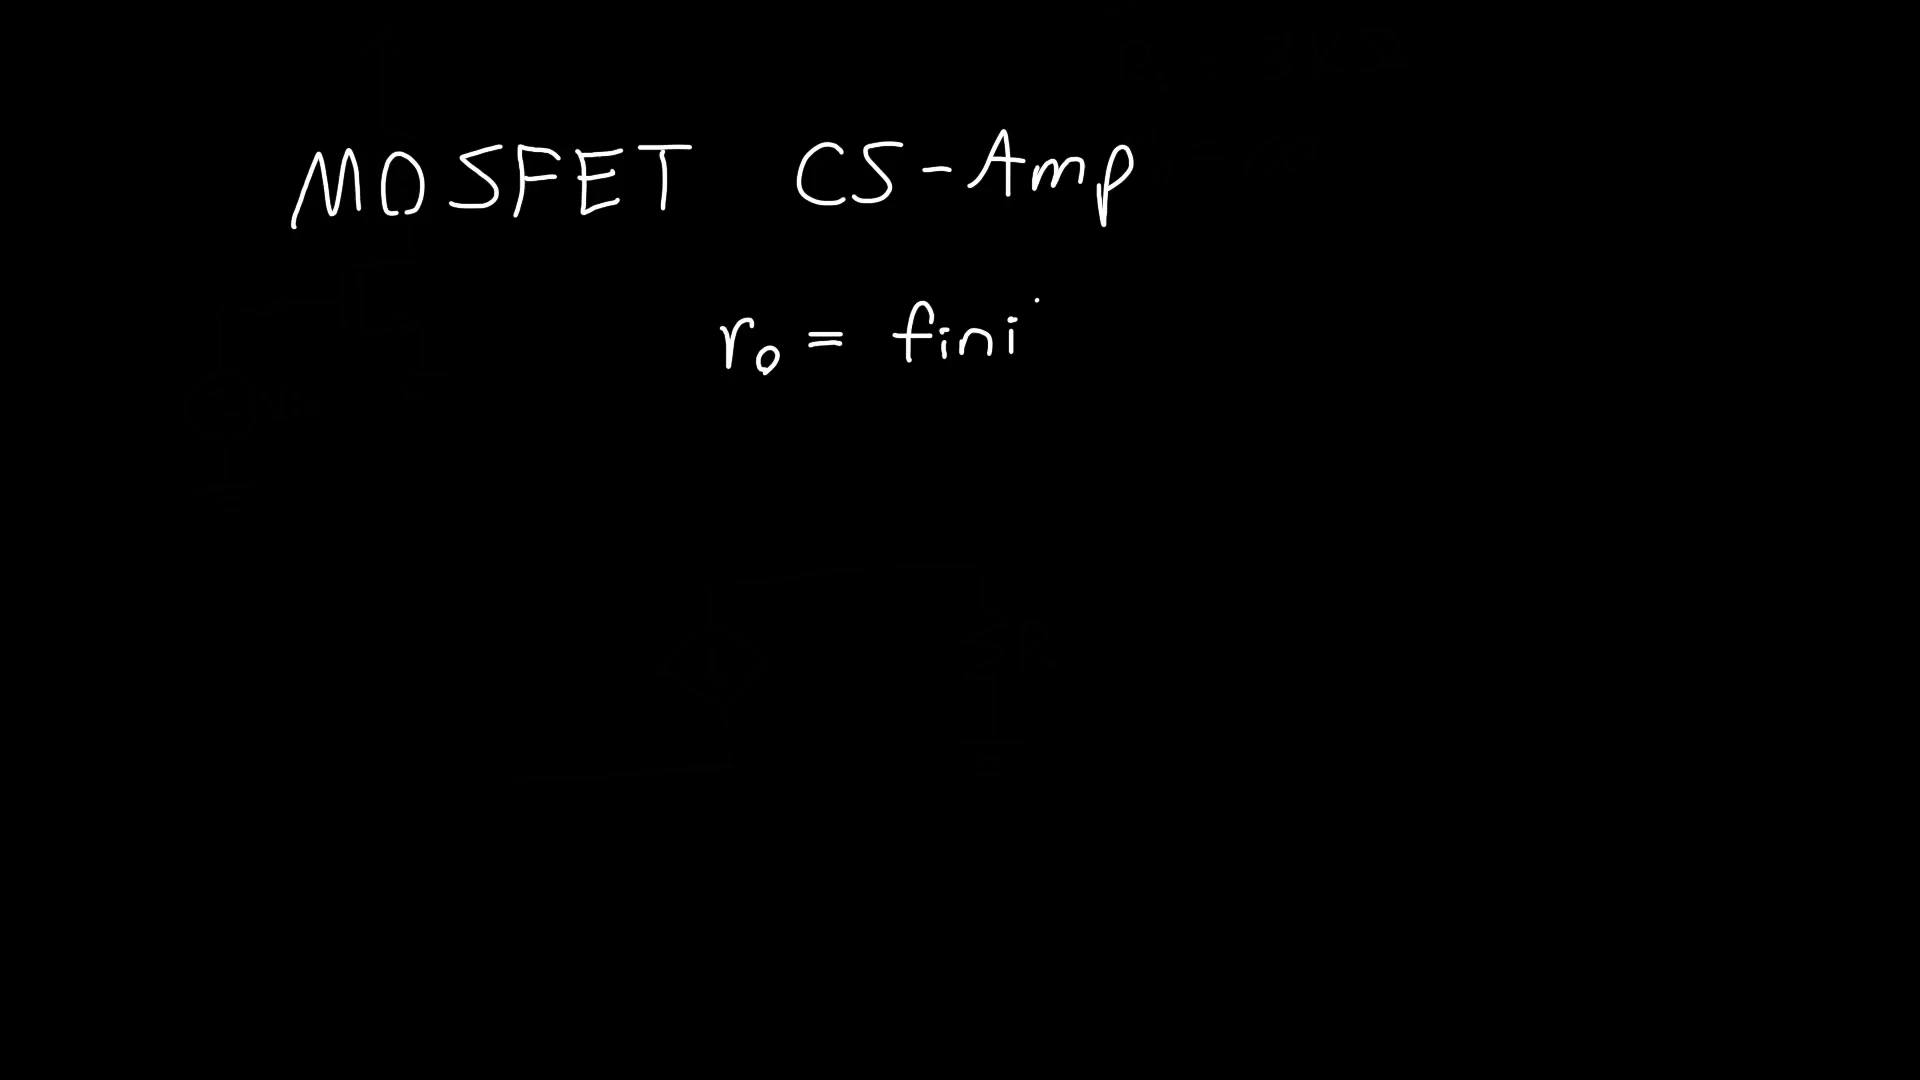 MOSFET CS-Amp
r₀ = fini